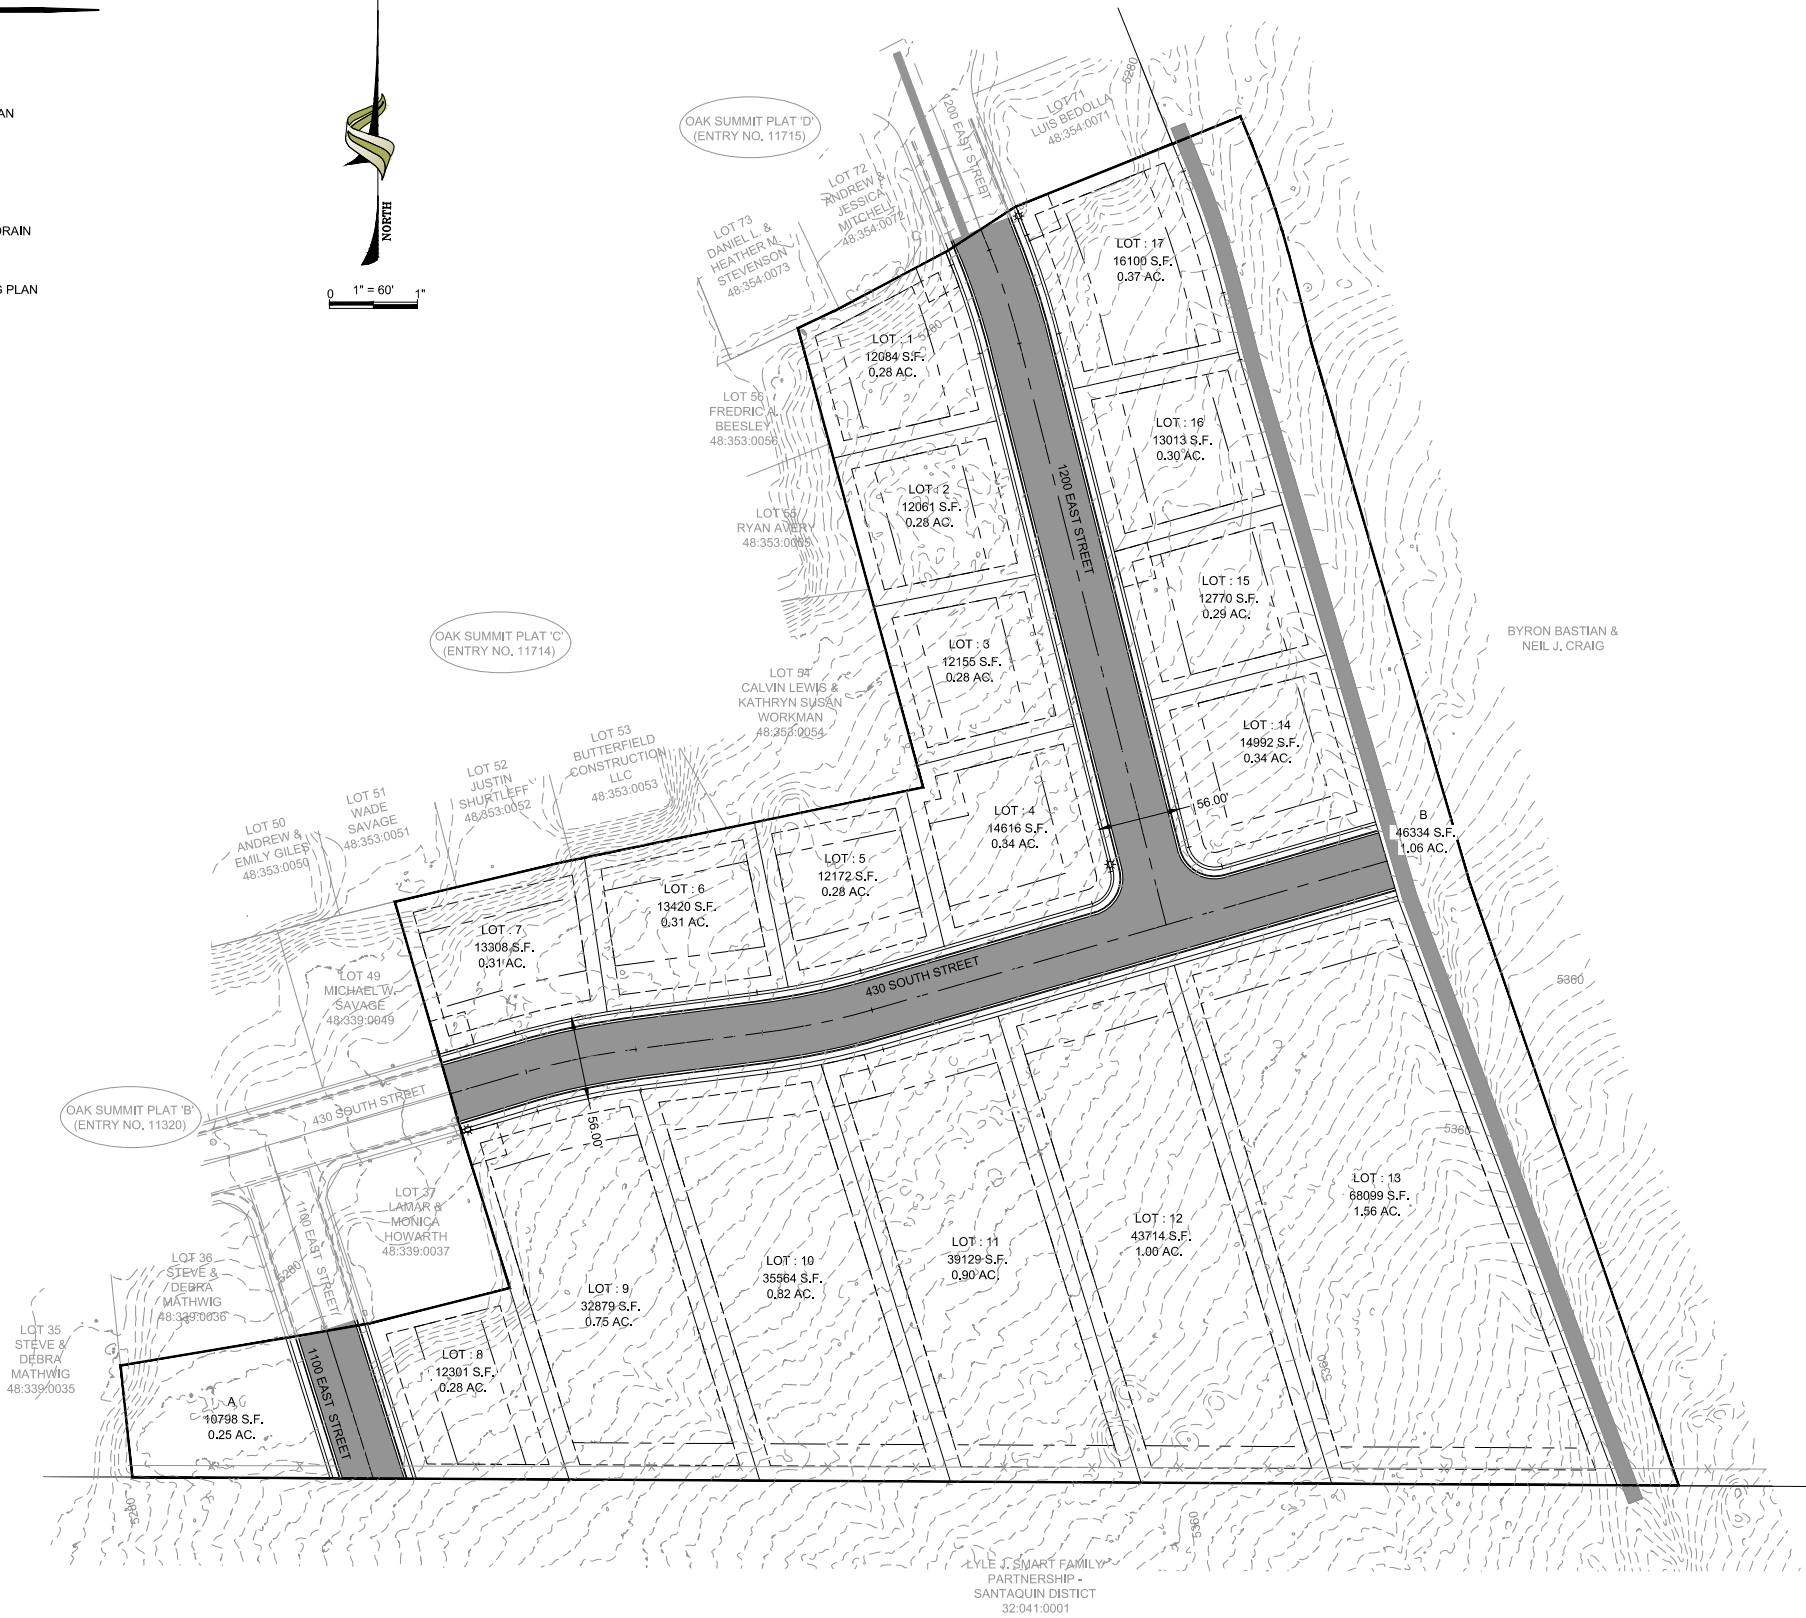 AN
DRAIN
G PLAN
NORTH
0 1" = 60' 1"
OAK SUMMIT PLAT 'D'
(ENTRY NO. 11715)
1200 EAST STREET
5280
LOT 71
LUIS BEDOLLA
48:354:0071
LOT 72
ANDREW &
JESSICA
MITCHELL
48:354:0072
LOT 73
DANIEL L. &
HEATHER M.
STEVENSON
48:354:0073
LOT : 17
16100 S.F.
0.37 AC.
LOT : 1
12084 S.F.
0.28 AC.
5280
LOT 56
FREDRIC A.
BEESLEY
48:353:0056
LOT : 16
13013 S.F.
0.30 AC.
LOT : 2
12061 S.F.
0.28 AC.
1200 EAST STREET
LOT 55
RYAN AVERY
48:353:0055
LOT : 15
12770 S.F.
0.29 AC.
OAK SUMMIT PLAT 'C'
(ENTRY NO. 11714)
LOT : 3
12155 S.F.
0.28 AC.
BYRON BASTIAN &
NEIL J. CRAIG
LOT 54
CALVIN LEWIS &
KATHRYN SUSAN
WORKMAN
48:353:0054
LOT : 14
14992 S.F.
0.34 AC.
LOT 53
BUTTERFIELD
CONSTRUCTION
LLC
48:353:0053
LOT 52
JUSTIN
SHURTLEFF
48:353:0052
LOT 51
WADE
SAVAGE
48:353:0051
LOT 50
ANDREW &
EMILY GILES
48:353:0050
56.00'
B
46334 S.F.
1.06 AC.
LOT : 4
14616 S.F.
0.34 AC.
LOT : 5
12172 S.F.
0.28 AC.
LOT : 6
13420 S.F.
0.31 AC.
LOT : 7
13308 S.F.
0.31 AC.
430 SOUTH STREET
LOT 49
MICHAEL W.
SAVAGE
48:339:0049
5360
OAK SUMMIT PLAT 'B'
(ENTRY NO. 11320)
430 SOUTH STREET
56.00'
5360
LOT : 13
68099 S.F.
1.56 AC.
LOT 37
LAMAR &
MONICA
HOWARTH
48:339:0037
1100 EAST STREET
5280
LOT : 12
43714 S.F.
1.00 AC.
LOT : 11
39129 S.F.
0.90 AC.
LOT : 10
35564 S.F.
0.82 AC.
LOT : 9
32879 S.F.
0.75 AC.
LOT 36
STEVE &
DEBRA
MATHWIG
48:339:0036
LOT 35
STEVE &
DEBRA
MATHWIG
48:339:0035
LOT : 8
12301 S.F.
0.28 AC.
1100 EAST STREET
A
10798 S.F.
0.25 AC.
5360
5280
5360
LYLE J. SMART FAMILY
PARTNERSHIP -
SANTAQUIN DISTICT
32:041:0001